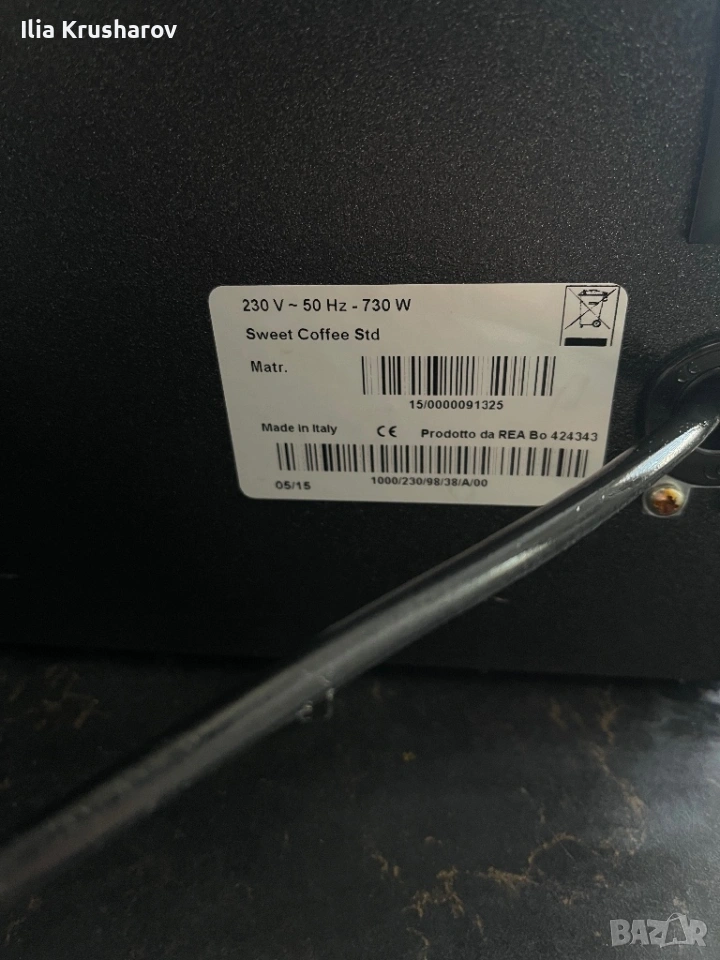 Ilia Krusharov
230 V ~ 50 Hz - 730 W
Sweet Coffee Std
Matr.
15/0000091325
Made in Italy CE Prodotto da REA Bo 424343
05/15 1000/230/98/38/A/00
BAZAR